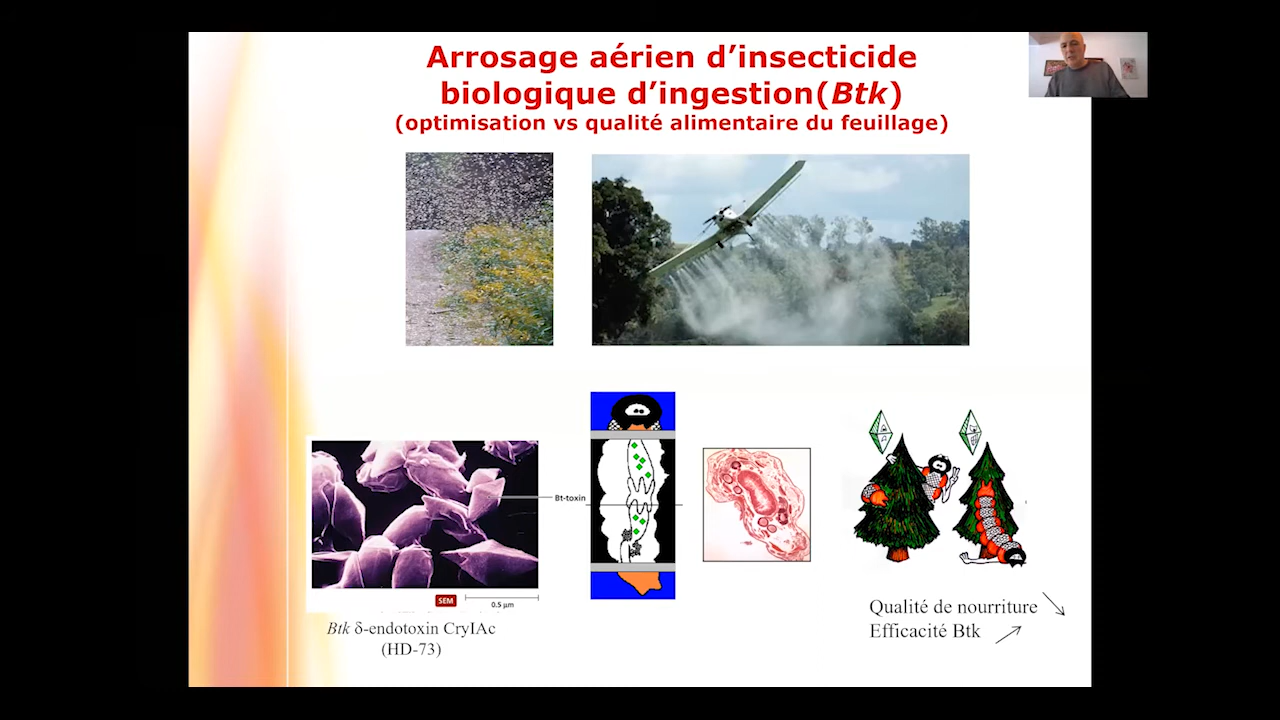 Arrosage aérien d’insecticide
biologique d’ingestion(Btk)
(optimisation vs qualité alimentaire du feuillage)
Bt-toxin
SEM
0.5 µm
Btk δ-endotoxin CryIAc
(HD-73)
Qualité de nourriture
Efficacité Btk